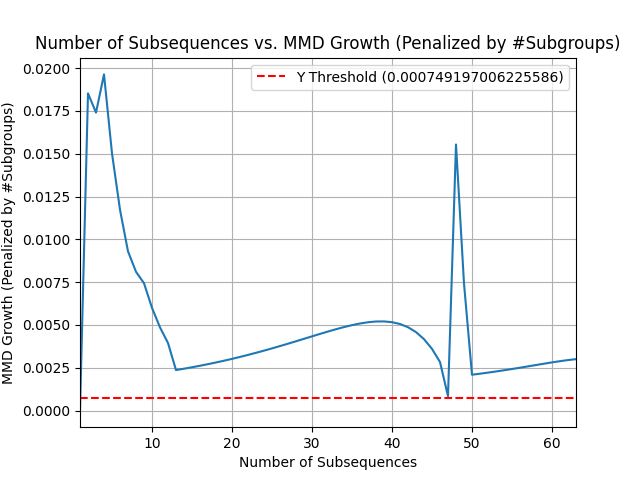 Number of Subsequences vs. MMD Growth (Penalized by #Subgroups)
Y Threshold (0.000749197006225586)
MMD Growth (Penalized by #Subgroups)
0.0200
0.0175
0.0150
0.0125
0.0100
0.0075
0.0050
0.0025
0.0000
10 20 30 40 50 60
Number of Subsequences